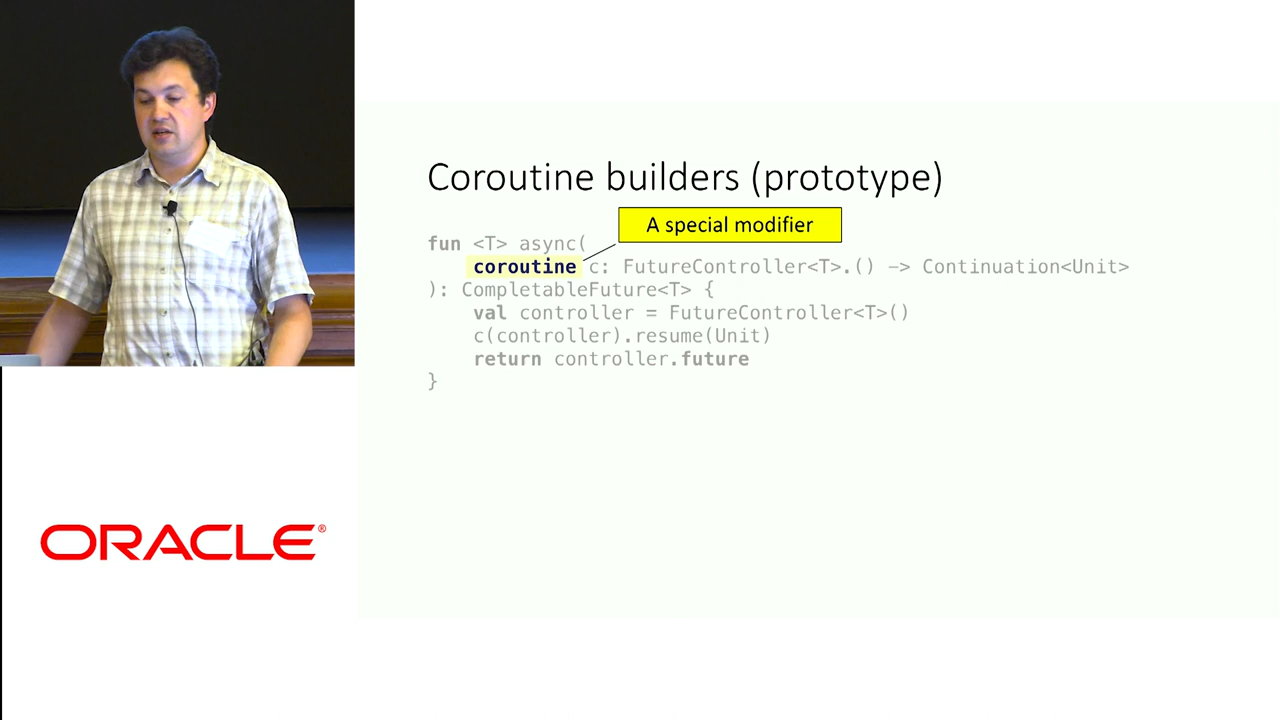 Coroutine builders (prototype)
A special modifier
fun <T> async(
coroutine c: FutureController<T>.() -> Continuation<Unit>
): CompletableFuture<T> {
val controller = FutureController<T>()
c(controller).resume(Unit)
return controller.future
}
ORACLE®